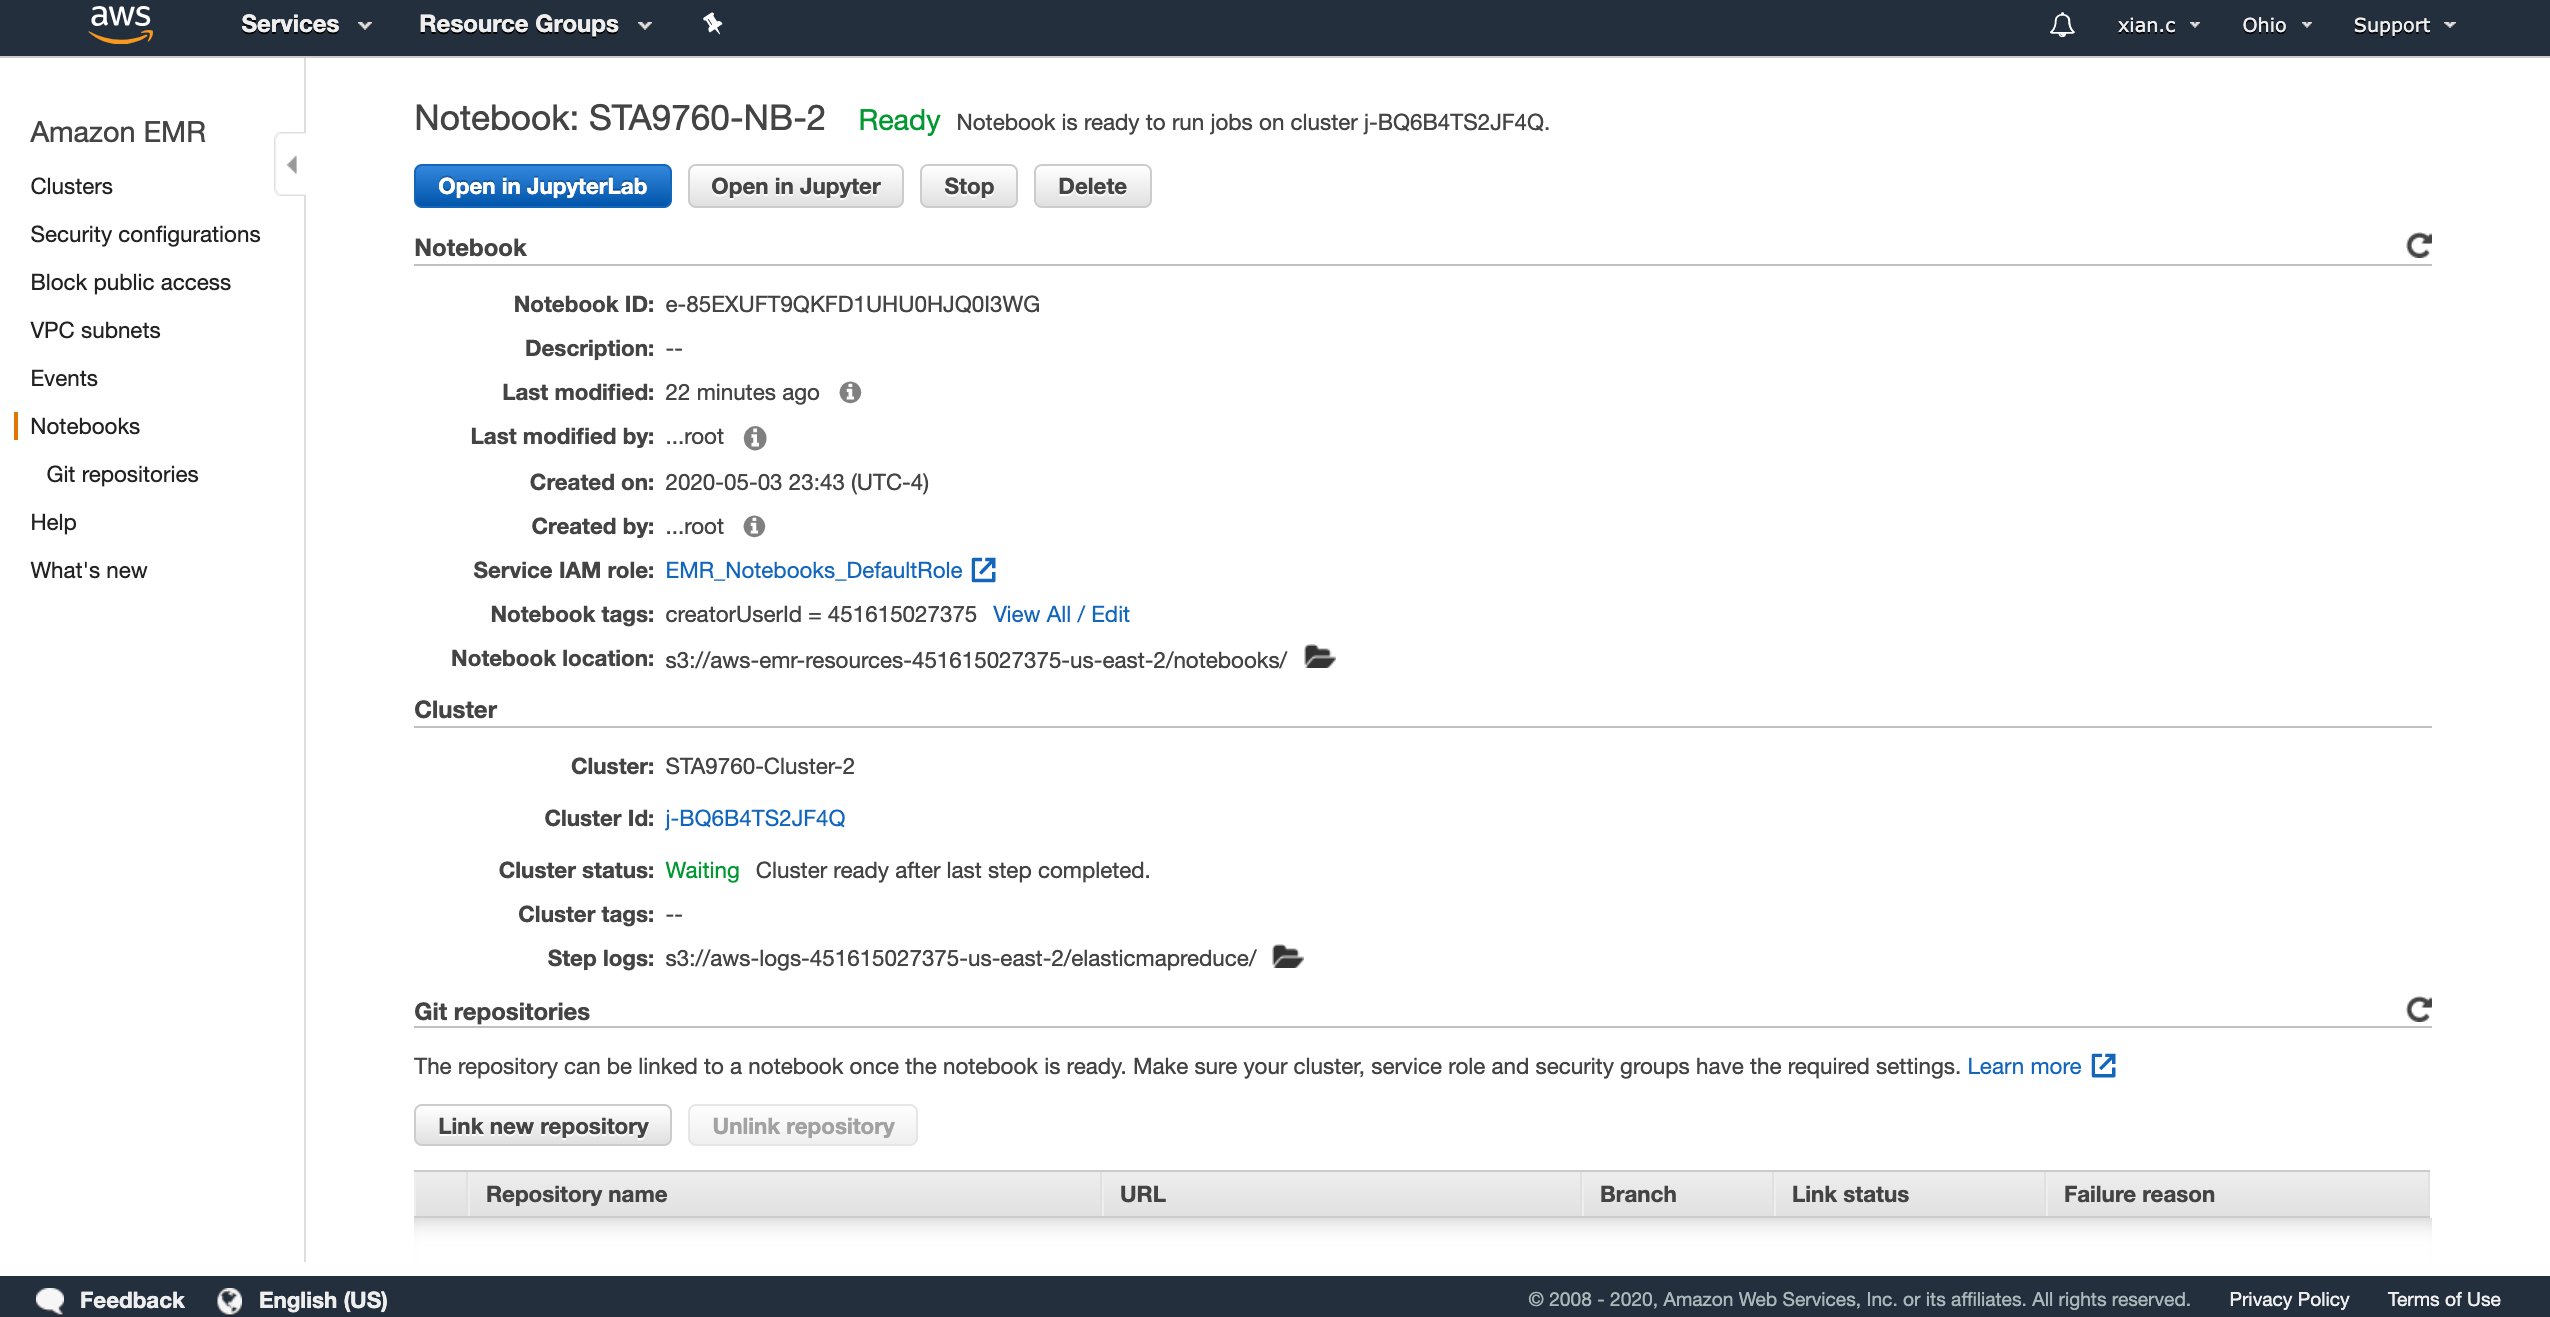 aws Services Resource Groups xian.c Ohio Support
Amazon EMR
Clusters
Security configurations
Block public access
VPC subnets
Events
Notebooks
Git repositories
Help
What's new
Notebook: STA9760-NB-2 Ready Notebook is ready to run jobs on cluster j-BQ6B4TS2JF4Q.
Open in JupyterLab Open in Jupyter Stop Delete
Notebook
Notebook ID: e-85EXUFT9QKFD1UHU0HJQ0I3WG
Description: --
Last modified: 22 minutes ago
Last modified by: ...root
Created on: 2020-05-03 23:43 (UTC-4)
Created by: ...root
Service IAM role: EMR_Notebooks_DefaultRole
Notebook tags: creatorUserId = 451615027375 View All / Edit
Notebook location: s3://aws-emr-resources-451615027375-us-east-2/notebooks/
Cluster
Cluster: STA9760-Cluster-2
Cluster Id: j-BQ6B4TS2JF4Q
Cluster status: Waiting Cluster ready after last step completed.
Cluster tags: --
Step logs: s3://aws-logs-451615027375-us-east-2/elasticmapreduce/
Git repositories
The repository can be linked to a notebook once the notebook is ready. Make sure your cluster, service role and security groups have the required settings. Learn more
Link new repository Unlink repository
Repository name URL Branch Link status Failure reason
Feedback English (US) © 2008 - 2020, Amazon Web Services, Inc. or its affiliates. All rights reserved. Privacy Policy Terms of Use